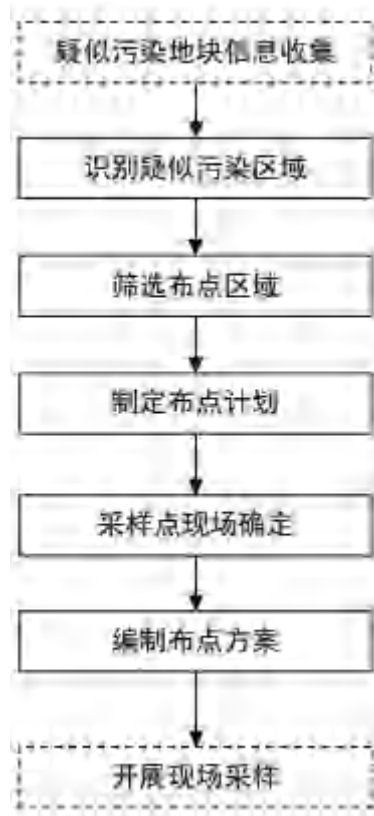 疑似污染地块信息收集
识别疑似污染区域
筛选布点区域
制定布点计划
采样点现场确定
编制布点方案
开展现场采样